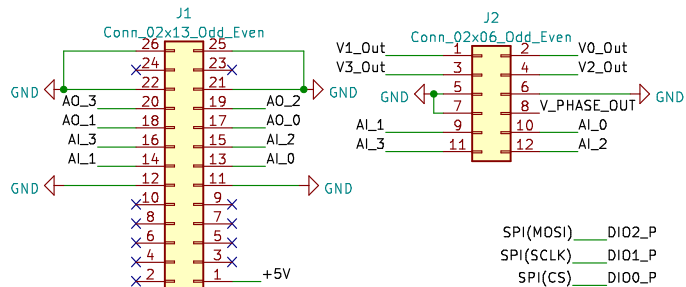 J1
Conn_02x13_Odd_Even
26 25
24 23
GND 22 21 GND
AO_3 20 19 AO_2
AO_1 18 17 AO_0
AI_3 16 15 AI_2
AI_1 14 13 AI_0
GND 12 11 GND
10 9
8 7
6 5
4 3
2 1 +5V
J2
Conn_02x06_Odd_Even
V1_Out 1 2 V0_Out
V3_Out 3 4 V2_Out
GND 5 6 GND
7 8 V_PHASE_OUT
AI_1 9 10 AI_0
AI_3 11 12 AI_2
SPI(MOSI) DIO2_P
SPI(SCLK) DIO1_P
SPI(CS) DIO0_P